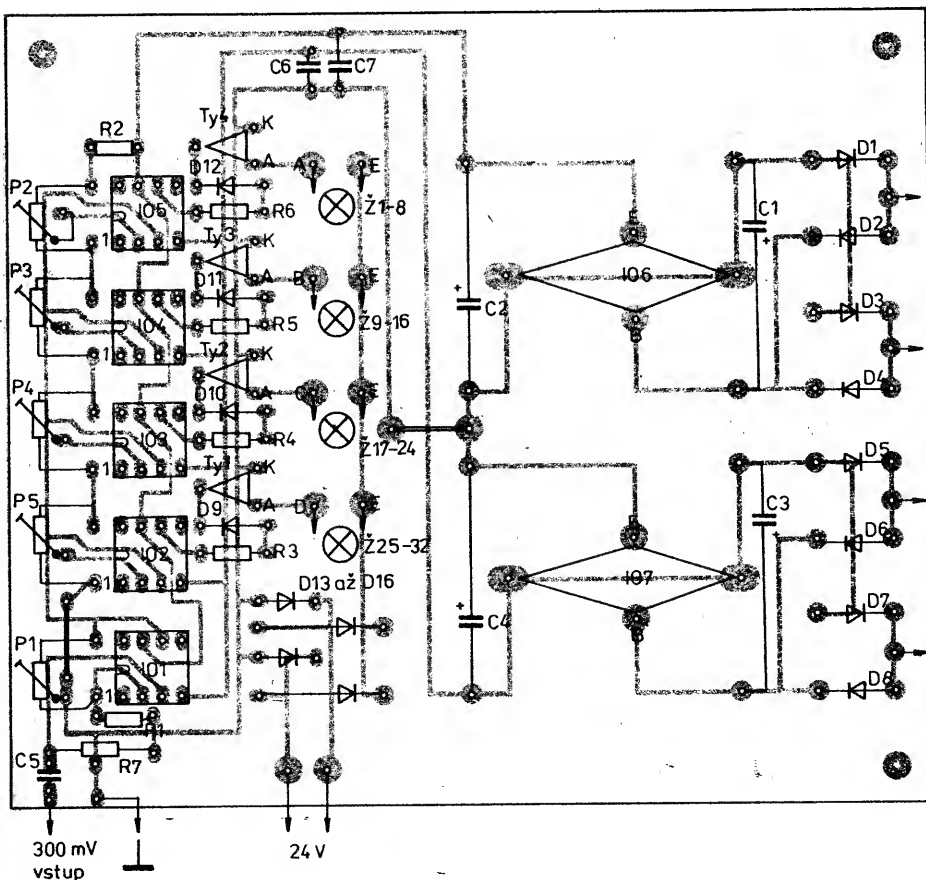 C6 C7
R2 Ty4 K
A A E
D12 D1
P2 IO5 R6 Ž1-8 C1
1 Ty3 K D2
P3 A B E IO6
D11
IO4 R5 Ž9-16 + C2 D3
1 Ty2 K
P4 A C E D4
D10
IO3 R4 Ž17-24
1 Ty1 K D5
P5 A D E C3
D9 D6
IO2 R3 Ž25-32
1 D13 až D16 IO7
+ C4 D7
P1 IO1
1 D8
R1
C5 R7
300 mV 24 V
vstup